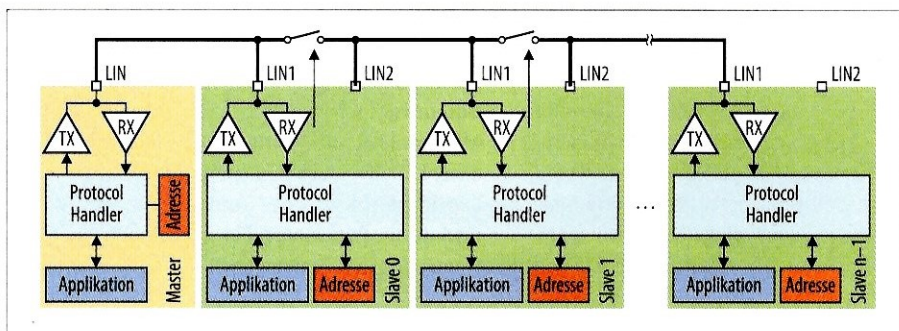 LIN
LIN1
LIN2
LIN1
LIN2
LIN1
LIN2
TX
RX
TX
RX
TX
RX
TX
RX
Protocol
Handler
Adresse
Protocol
Handler
Protocol
Handler
...
Protocol
Handler
Applikation
Master
Applikation
Adresse
Slave 0
Applikation
Adresse
Slave 1
Applikation
Adresse
Slave n–1